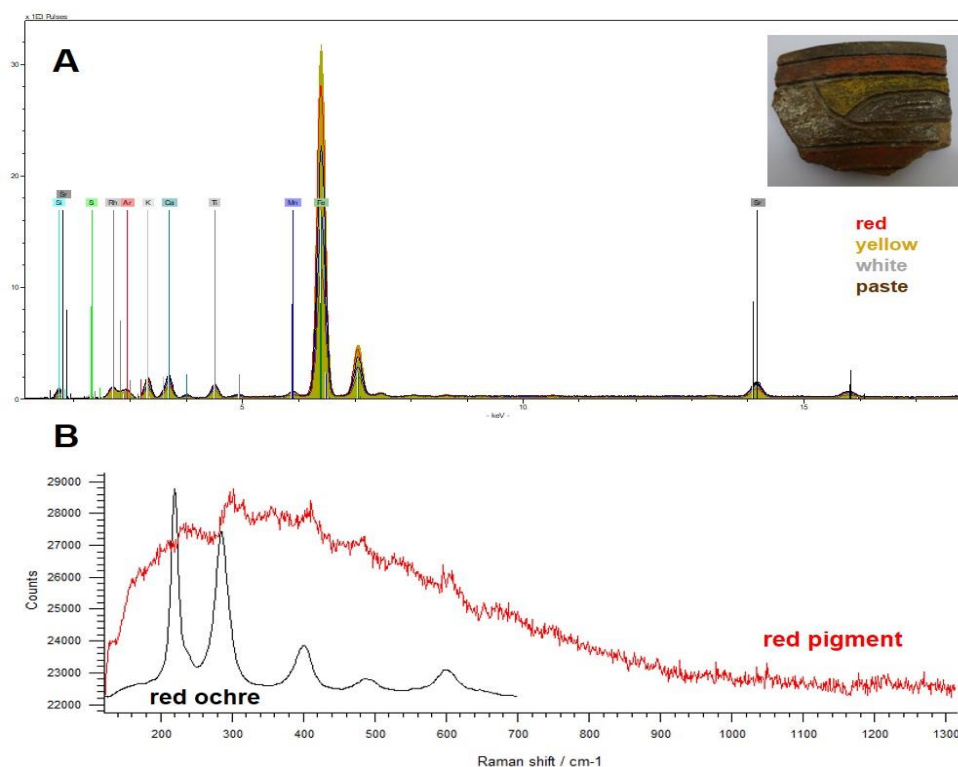 x 1E3 Pulses
A
30
20
10
0
Si Sr S Rh Ar K Ca Ti Mn Fe Sr
5 10 15
- keV -
red
yellow
white
paste
B
29000
28000
27000
26000
25000
24000
23000
22000
Counts
red pigment
red ochre
200 300 400 500 600 700 800 900 1000 1100 1200 1300
Raman shift / cm-1